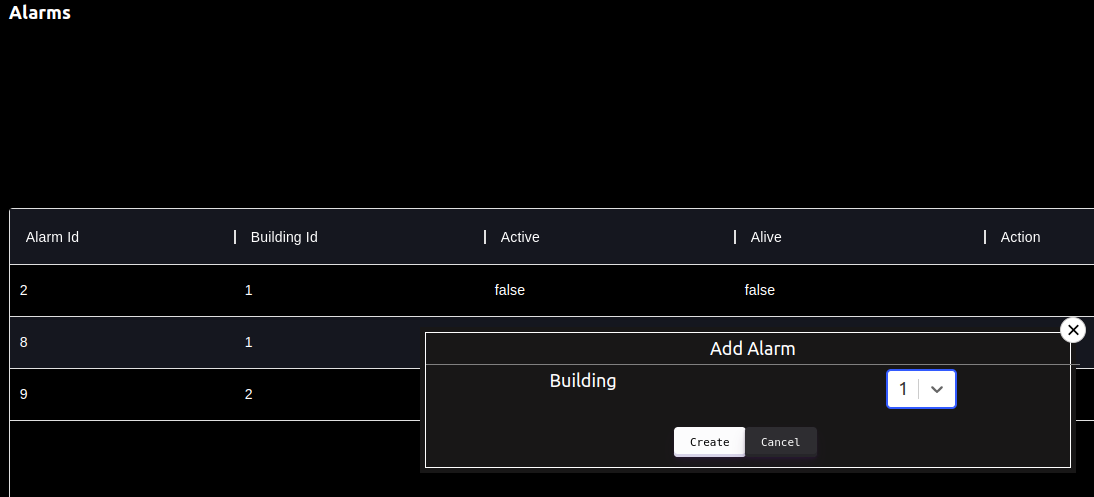 Alarms
Alarm Id Building Id Active Alive Action
2 1 false false
8 1
Add Alarm
Building 1
9 2
Create Cancel